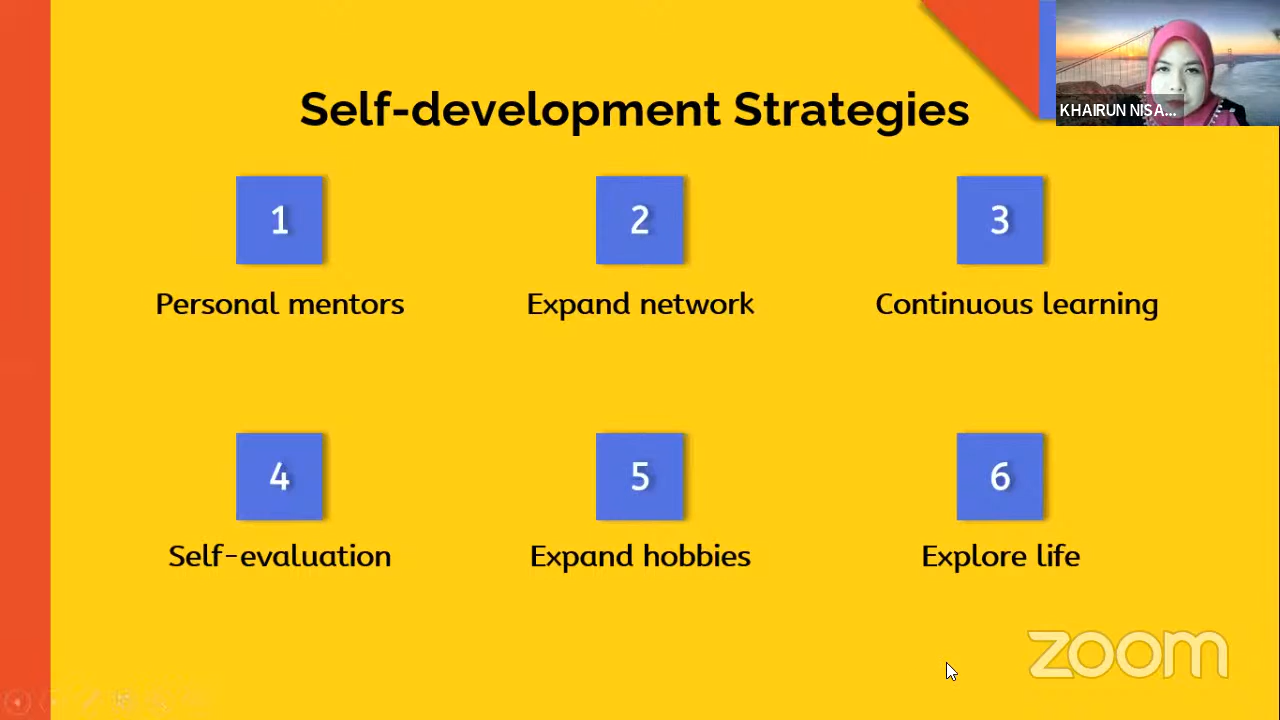 Self-development Strategies
KHAIRUN NISA...
1
2
3
Personal mentors
Expand network
Continuous learning
4
5
6
Self-evaluation
Expand hobbies
Explore life
zoom